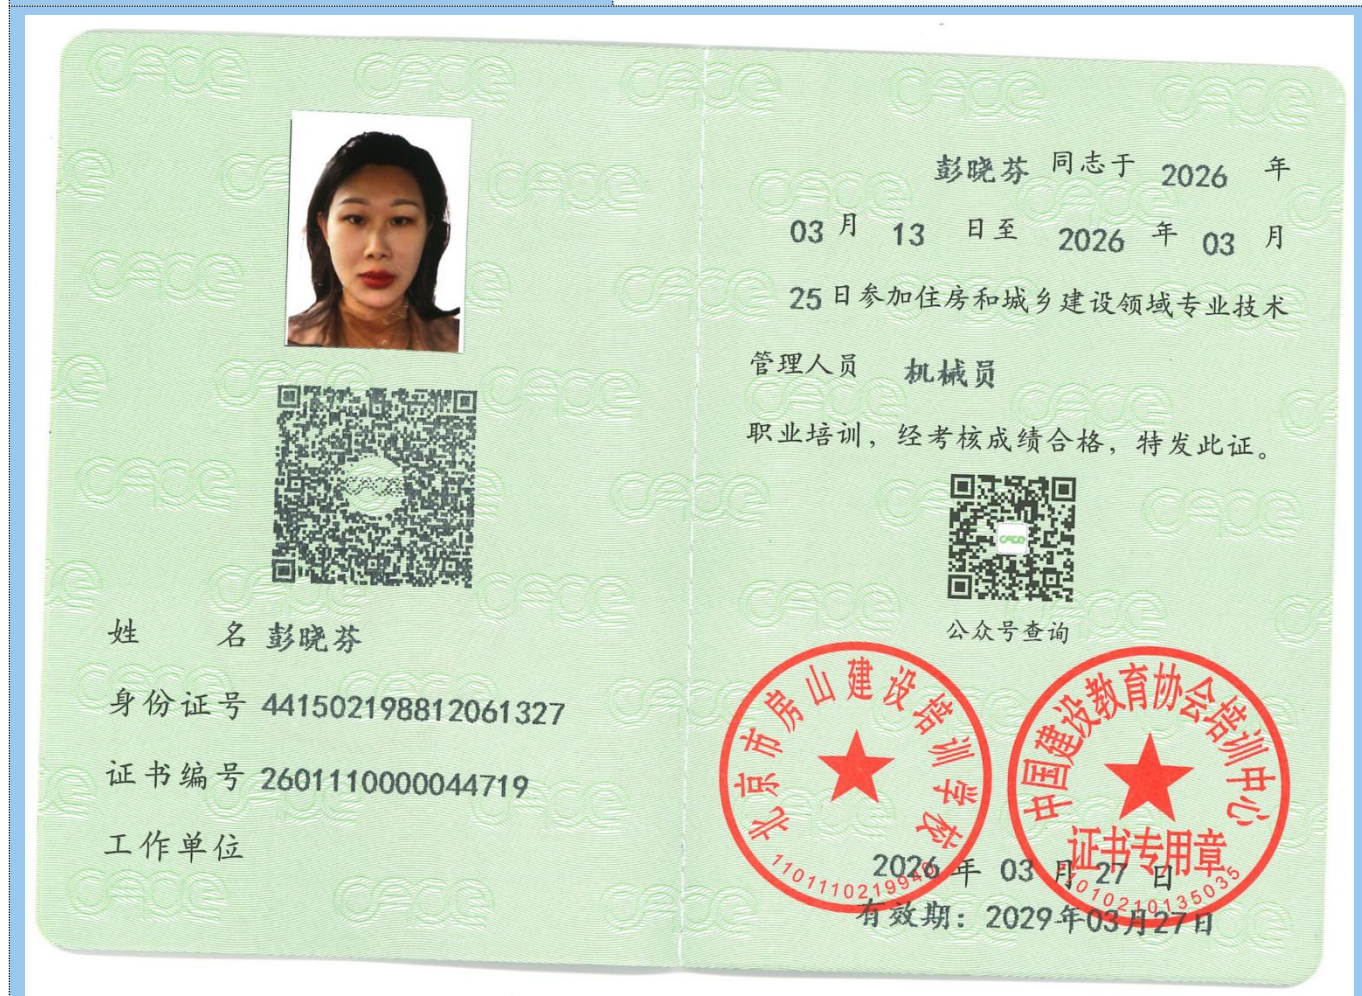 彭晓芬 同志于 2026 年
03 月 13 日至 2026 年 03 月
25 日参加住房和城乡建设领域专业技术
管理人员 机械员
职业培训，经考核成绩合格，特发此证。
cace
公众号查询
姓 名 彭晓芬
身份证号 441502198812061327
证书编号 2601110000044719
工作单位
北京市房山建设培训学校
中国建设教育协会培训中心
证书专用章
11010210135035
2026 年 03 月 27 日
有效期：2029年03月27日